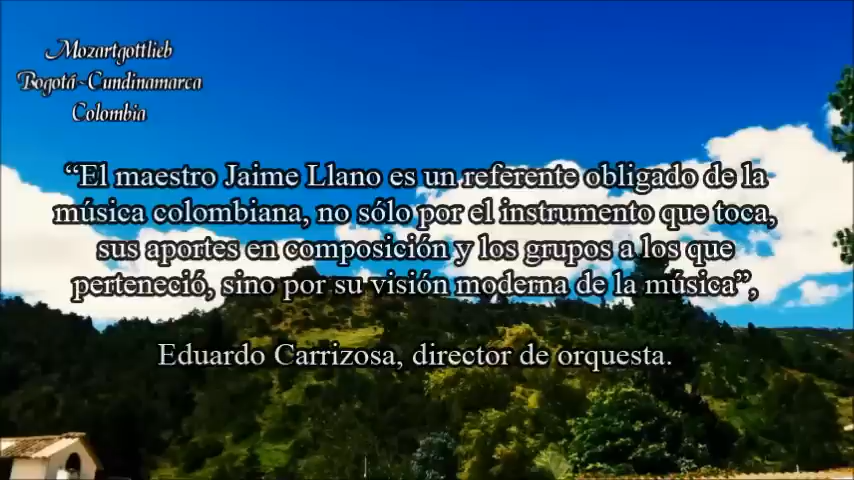 Mozartgottlieb
Bogotá-Cundinamarca
Colombia
“El maestro Jaime Llano es un referente obligado de la
música colombiana, no sólo por el instrumento que toca,
sus aportes en composición y los grupos a los que
perteneció, sino por su visión moderna de la música”,
Eduardo Carrizosa, director de orquesta.